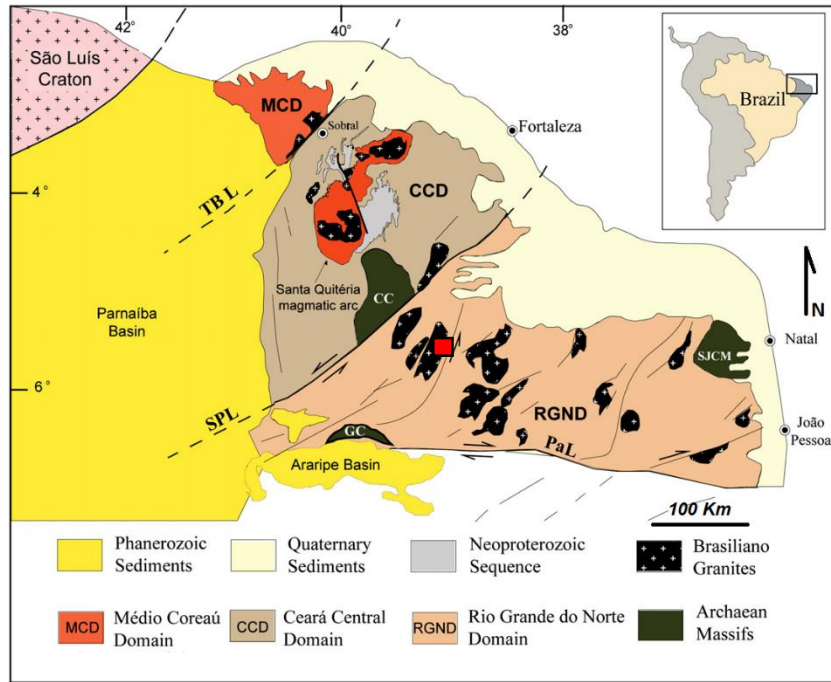 42°
40°
38°
São Luís
Craton
MCD
Sobral
Fortaleza
Brazil
4°
TB L
CCD
Santa Quitéria
magmatic arc
CC
N
Parnaíba
Basin
Natal
SJCM
6°
SPL
RGND
João
Pessoa
GC
PaL
Araripe Basin
100 Km
Phanerozoic
Sediments
Quaternary
Sediments
Neoproterozoic
Sequence
Brasiliano
Granites
MCD
Médio Coreaú
Domain
CCD
Ceará Central
Domain
RGND
Rio Grande do Norte
Domain
Archaean
Massifs